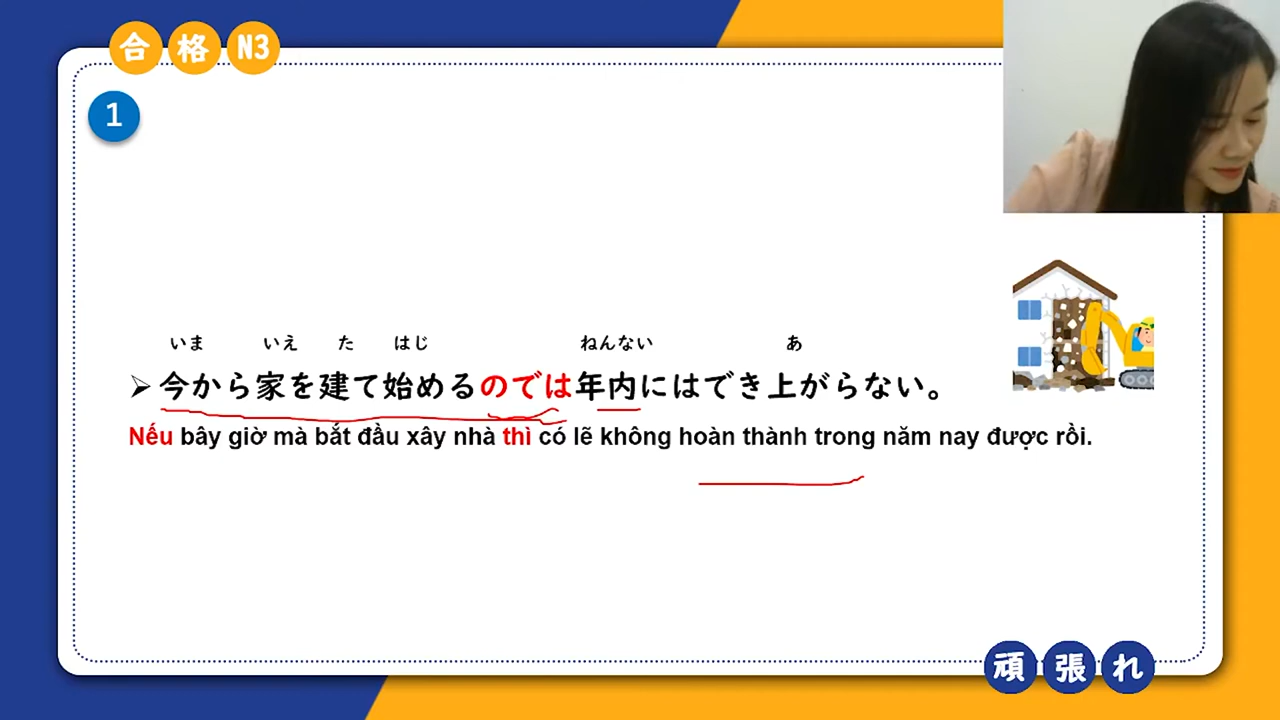 合格N3
1
いま いえ た はじ ねんない あ
➢ 今から家を建て始めるのでは年内にはでき上がらない。
Nếu bây giờ mà bắt đầu xây nhà thì có lẽ không hoàn thành trong năm nay được rồi.
頑張れ